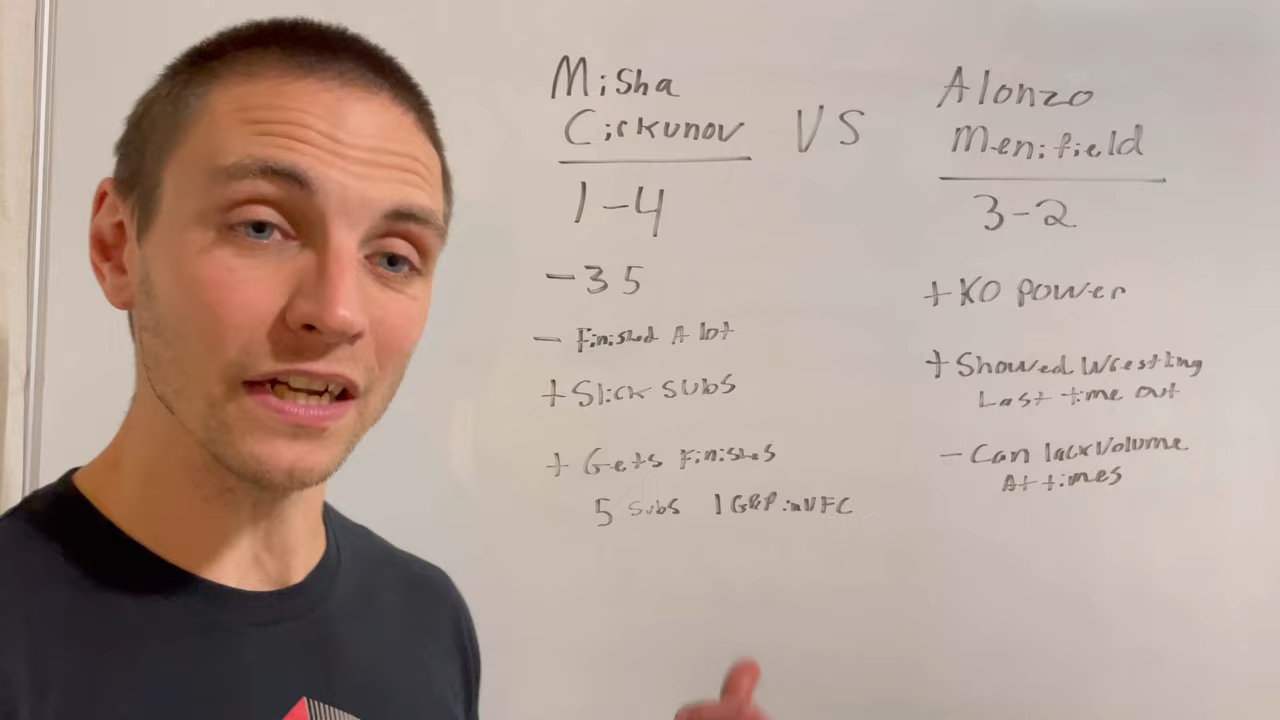 Misha
Cirkunov
VS
Alonzo
Menifield
1-4
3-2
-35
- Finished A lot
+ Slick subs
+ Gets Finishes
5 subs 1 G&P in UFC
+ KO power
+ Showed Wrestling
Last time out
- Can lack Volume
At times